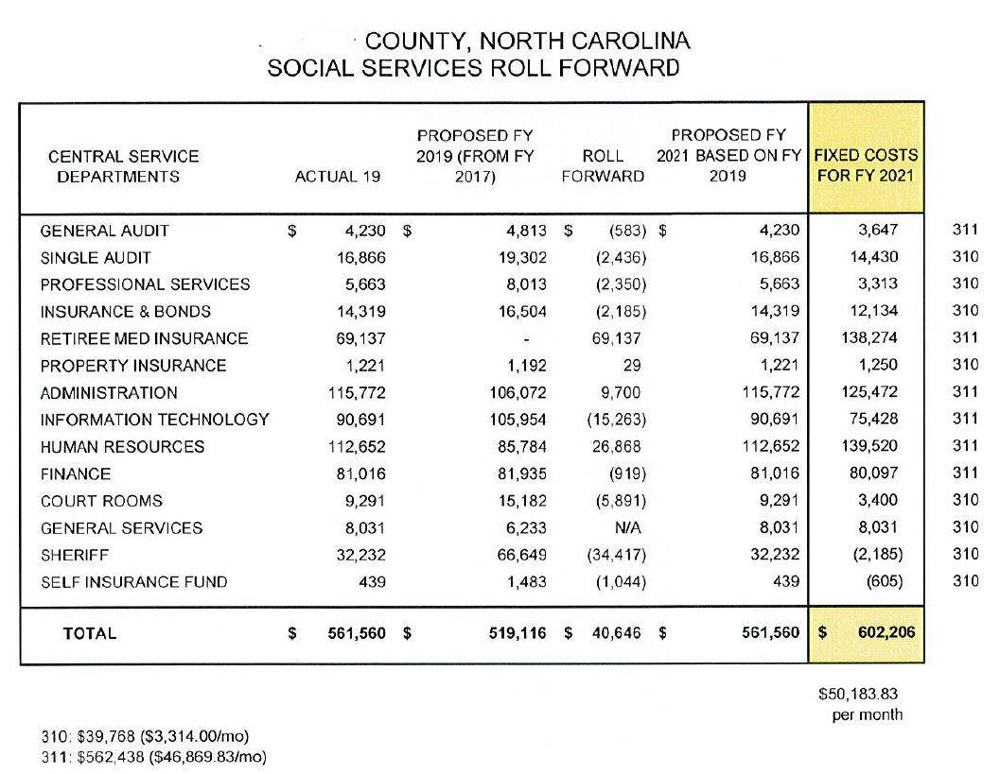 COUNTY, NORTH CAROLINA
SOCIAL SERVICES ROLL FORWARD
CENTRAL SERVICE DEPARTMENTS ACTUAL 19 PROPOSED FY 2019 (FROM FY 2017) ROLL FORWARD PROPOSED FY 2021 BASED ON FY 2019 FIXED COSTS FOR FY 2021
GENERAL AUDIT $ 4,230 $ 4,813 $ (583) $ 4,230 3,647 311
SINGLE AUDIT 16,866 19,302 (2,436) 16,866 14,430 310
PROFESSIONAL SERVICES 5,663 8,013 (2,350) 5,663 3,313 310
INSURANCE & BONDS 14,319 16,504 (2,185) 14,319 12,134 310
RETIREE MED INSURANCE 69,137 - 69,137 69,137 138,274 311
PROPERTY INSURANCE 1,221 1,192 29 1,221 1,250 310
ADMINISTRATION 115,772 106,072 9,700 115,772 125,472 311
INFORMATION TECHNOLOGY 90,691 105,954 (15,263) 90,691 75,428 311
HUMAN RESOURCES 112,652 85,784 26,868 112,652 139,520 311
FINANCE 81,016 81,935 (919) 81,016 80,097 311
COURT ROOMS 9,291 15,182 (5,891) 9,291 3,400 310
GENERAL SERVICES 8,031 6,233 N/A 8,031 8,031 310
SHERIFF 32,232 66,649 (34,417) 32,232 (2,185) 310
SELF INSURANCE FUND 439 1,483 (1,044) 439 (605) 310
TOTAL $ 561,560 $ 519,116 $ 40,646 $ 561,560 $ 602,206
$50,183.83
per month
310: $39,768 ($3,314.00/mo)
311: $562,438 ($46,869.83/mo)